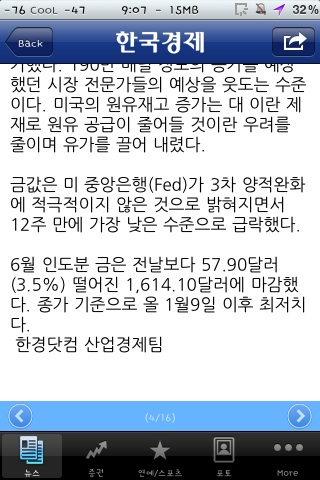 -76 CooL -47 9:07 - 15MB 32%
Back 한국경제
했던 시장 전문가들의 예상을 웃도는 수준
이다. 미국의 원유재고 증가는 대 이란 제
재로 원유 공급이 줄어들 것이란 우려를
줄이며 유가를 끌어 내렸다.
금값은 미 중앙은행(Fed)가 3차 양적완화
에 적극적이지 않은 것으로 밝혀지면서
12주 만에 가장 낮은 수준으로 급락했다.
6월 인도분 금은 전날보다 57.90달러
(3.5%) 떨어진 1,614.10달러에 마감했
다. 종가 기준으로 올 1월9일 이후 최저치
다.
한경닷컴 산업경제팀
(4/16)
뉴스 증권 연예/스포츠 포토 More